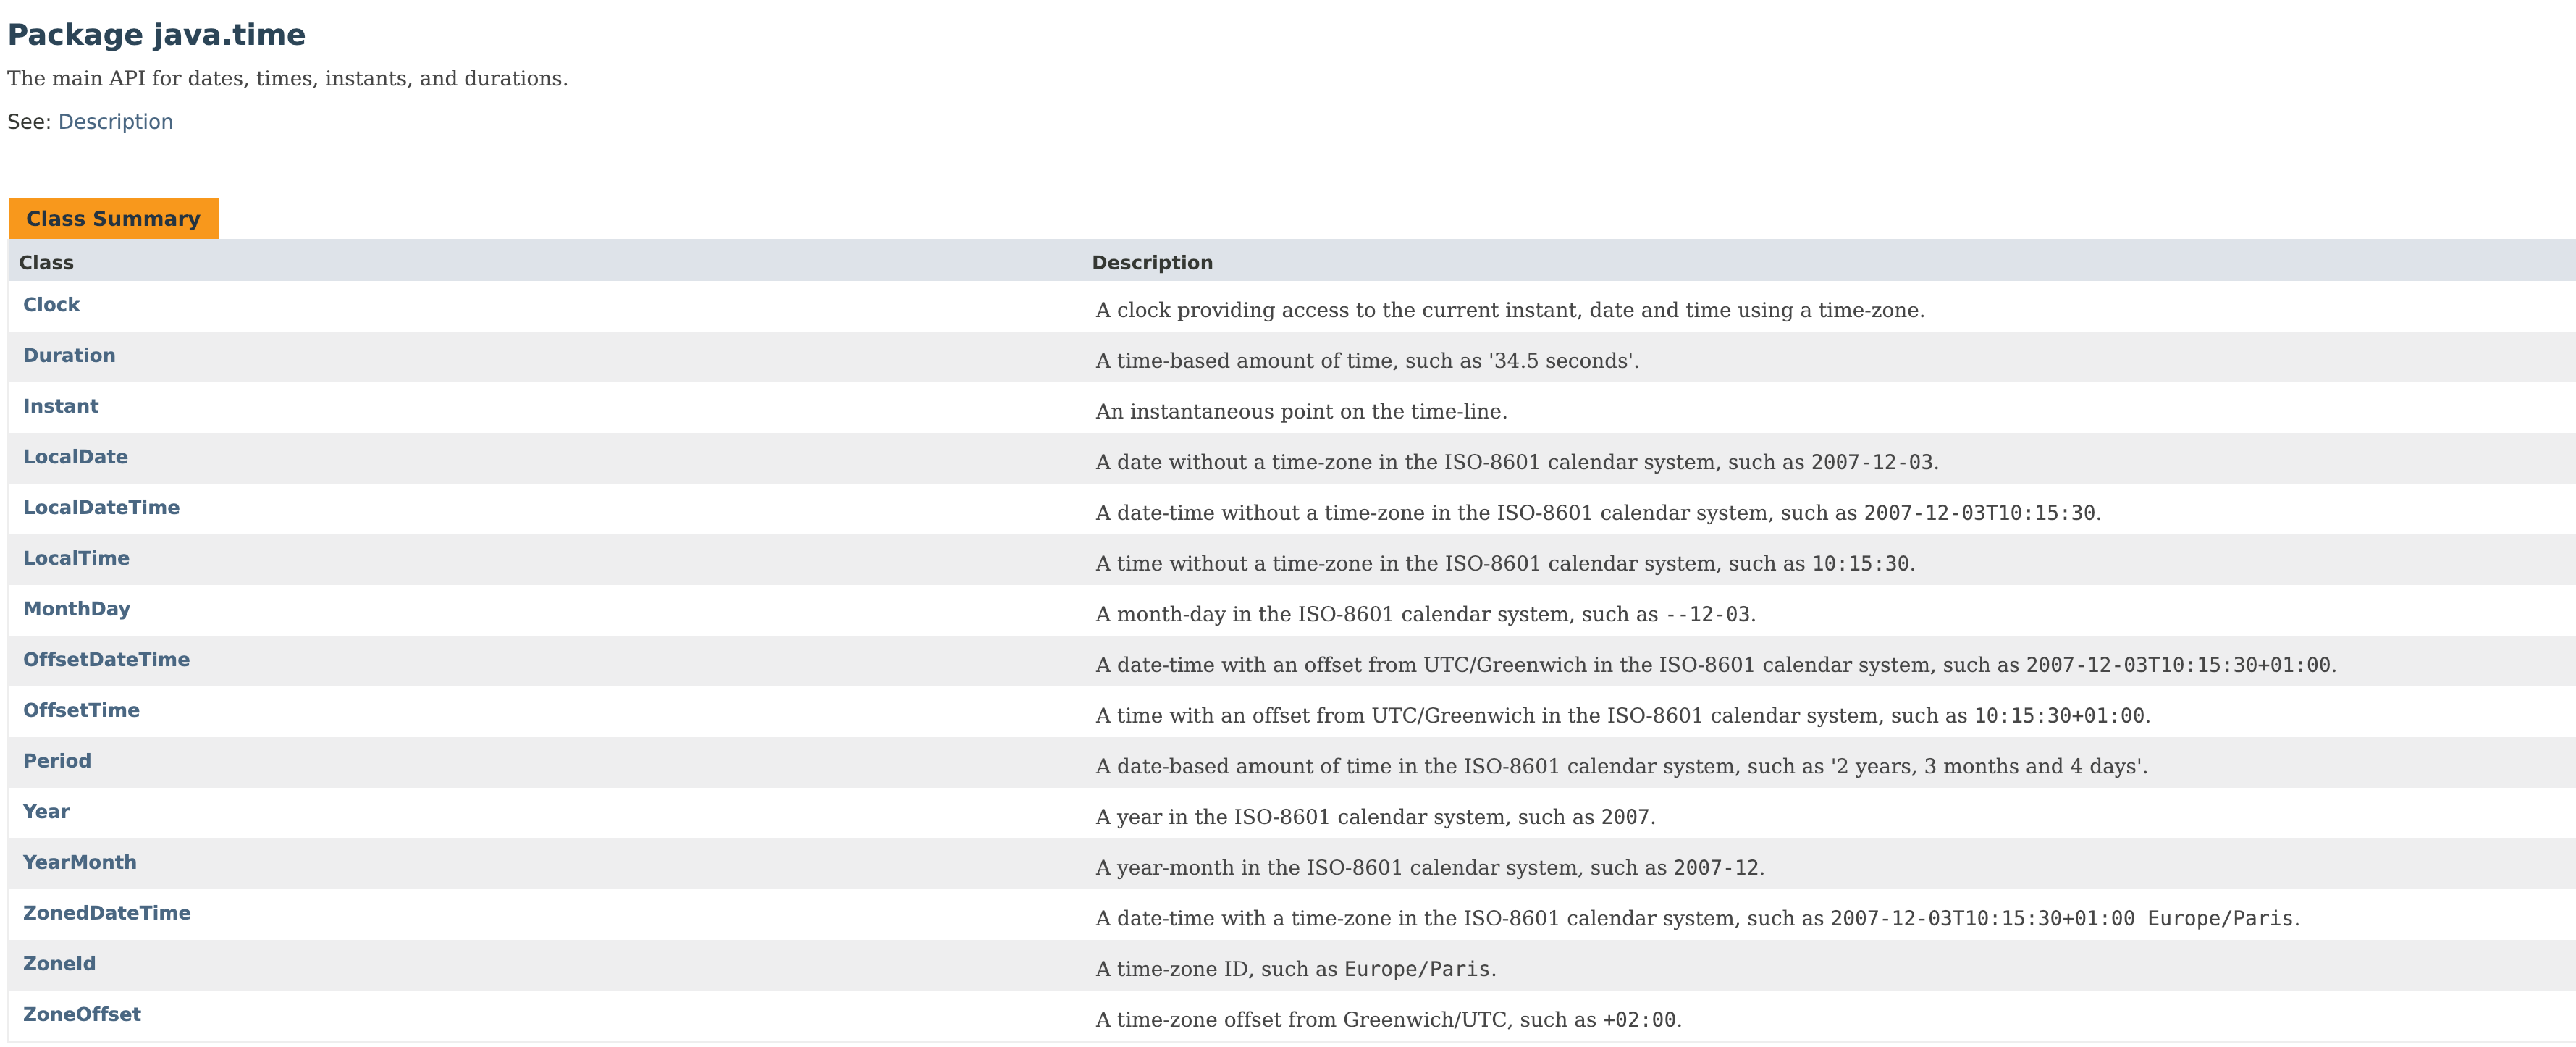 Package java.time
The main API for dates, times, instants, and durations.
See: Description
Class Summary
Class Description
Clock A clock providing access to the current instant, date and time using a time-zone.
Duration A time-based amount of time, such as '34.5 seconds'.
Instant An instantaneous point on the time-line.
LocalDate A date without a time-zone in the ISO-8601 calendar system, such as 2007-12-03.
LocalDateTime A date-time without a time-zone in the ISO-8601 calendar system, such as 2007-12-03T10:15:30.
LocalTime A time without a time-zone in the ISO-8601 calendar system, such as 10:15:30.
MonthDay A month-day in the ISO-8601 calendar system, such as --12-03.
OffsetDateTime A date-time with an offset from UTC/Greenwich in the ISO-8601 calendar system, such as 2007-12-03T10:15:30+01:00.
OffsetTime A time with an offset from UTC/Greenwich in the ISO-8601 calendar system, such as 10:15:30+01:00.
Period A date-based amount of time in the ISO-8601 calendar system, such as '2 years, 3 months and 4 days'.
Year A year in the ISO-8601 calendar system, such as 2007.
YearMonth A year-month in the ISO-8601 calendar system, such as 2007-12.
ZonedDateTime A date-time with a time-zone in the ISO-8601 calendar system, such as 2007-12-03T10:15:30+01:00 Europe/Paris.
ZoneId A time-zone ID, such as Europe/Paris.
ZoneOffset A time-zone offset from Greenwich/UTC, such as +02:00.